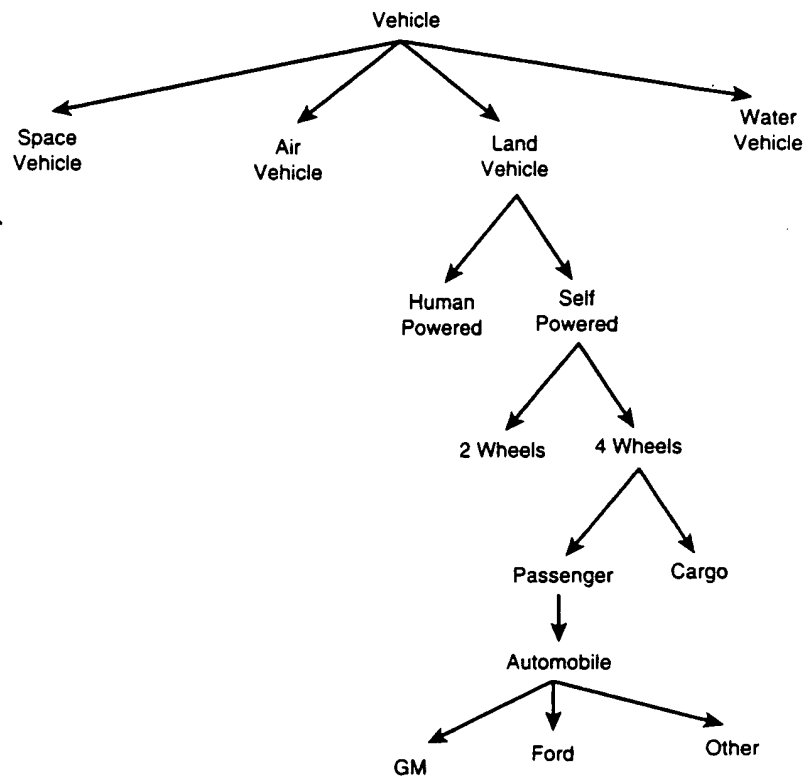 Vehicle
Space
Vehicle
Air
Vehicle
Land
Vehicle
Water
Vehicle
Human
Powered
Self
Powered
2 Wheels
4 Wheels
Passenger
Cargo
Automobile
GM
Ford
Other